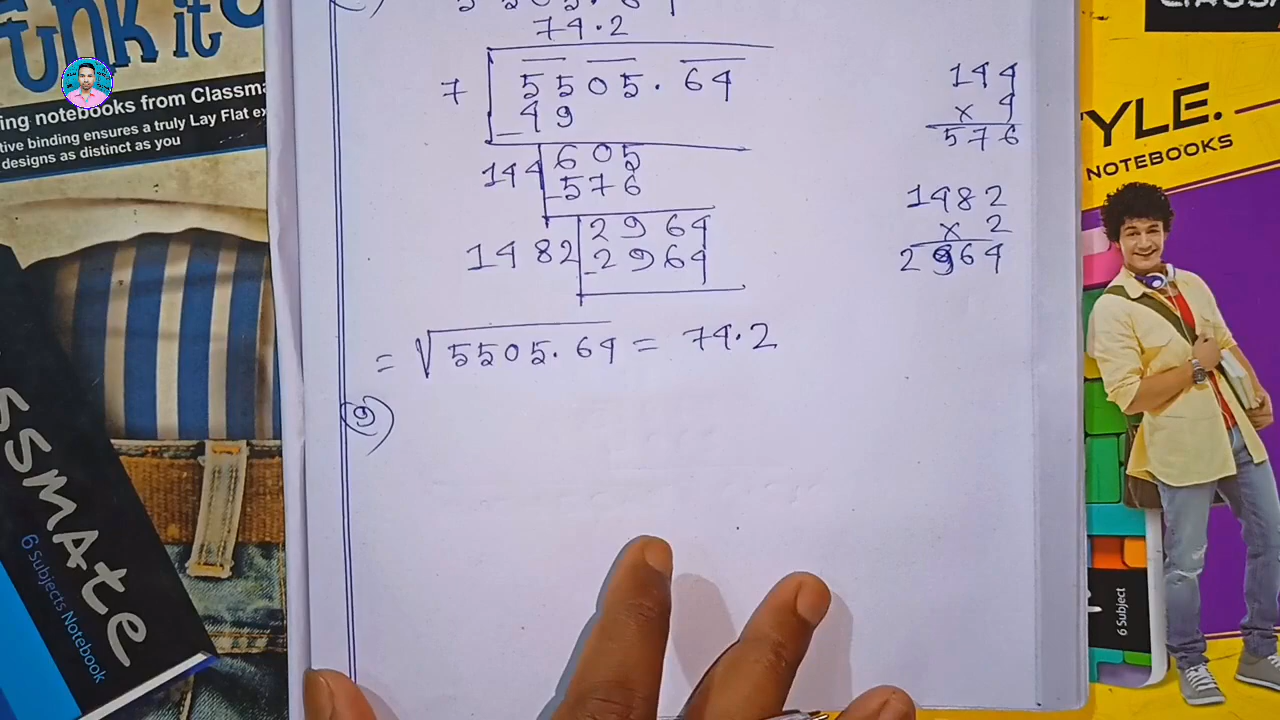 74.2
7 5505.64
- 49
144 605
- 576
1482 2964
- 2964
= √5505.64 = 74.2
9)
144
x 4
576
1482
x 2
2964
unk it
ing notebooks from Classma
tive binding ensures a truly Lay Flat ex
designs as distinct as you
ssmate
6 Subjects Notebook
YLE.
NOTEBOOKS
6 Subject